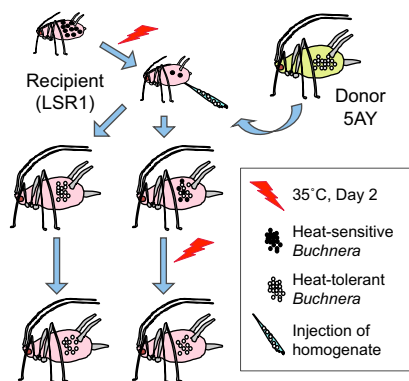 Recipient
(LSR1)
Donor
5AY
35˚C, Day 2
Heat-sensitive
Buchnera
Heat-tolerant
Buchnera
Injection of
homogenate